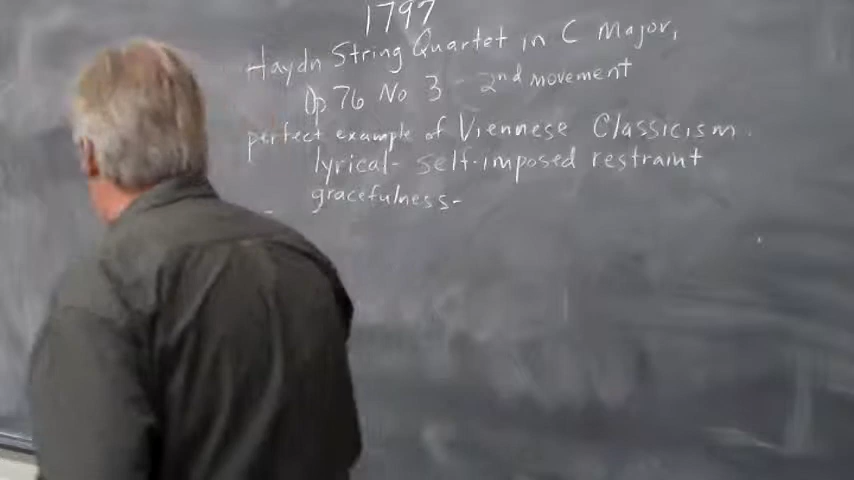 1797
Haydn String Quartet in C Major,
Op 76 No 3 - 2nd movement
perfect example of Viennese Classicism.
lyrical- self-imposed restraint
gracefulness-